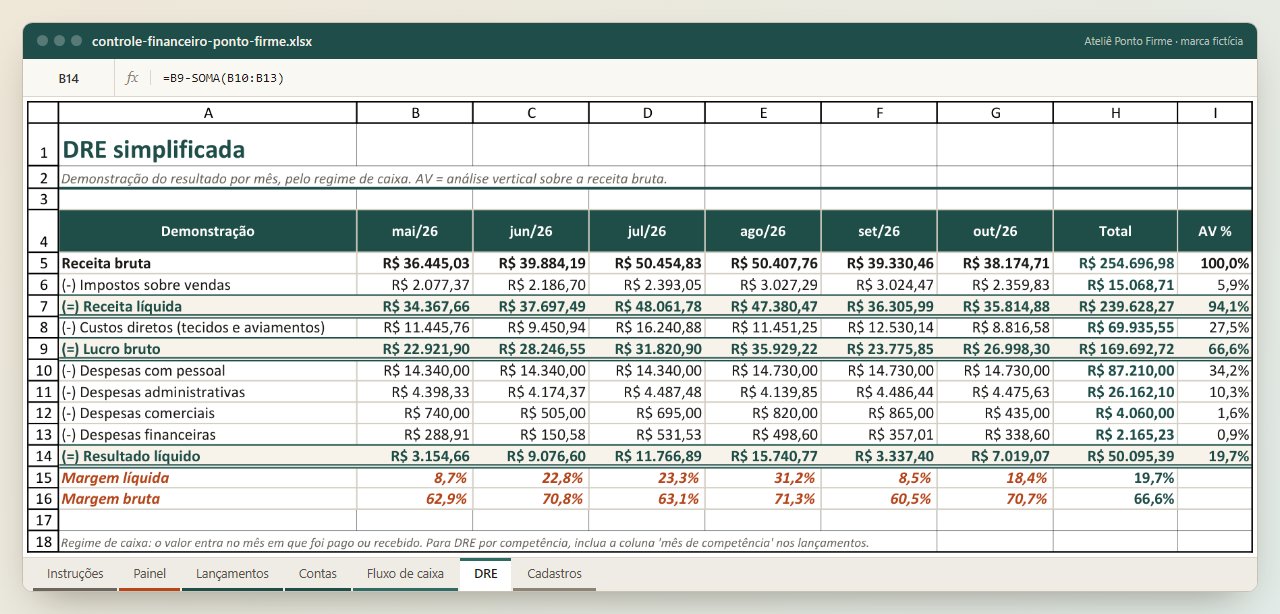 controle-financeiro-ponto-firme.xlsx Ateliê Ponto Firme · marca fictícia
B14 fx =B9-SOMA(B10:B13)
A B C D E F G H I
1 DRE simplificada
2 Demonstração do resultado por mês, pelo regime de caixa. AV = análise vertical sobre a receita bruta.
3
4 Demonstração mai/26 jun/26 jul/26 ago/26 set/26 out/26 Total AV %
5 Receita bruta R$ 36.445,03 R$ 39.884,19 R$ 50.454,83 R$ 50.407,76 R$ 39.330,46 R$ 38.174,71 R$ 254.696,98 100,0%
6 (-) Impostos sobre vendas R$ 2.077,37 R$ 2.186,70 R$ 2.393,05 R$ 3.027,29 R$ 3.024,47 R$ 2.359,83 R$ 15.068,71 5,9%
7 (=) Receita líquida R$ 34.367,66 R$ 37.697,49 R$ 48.061,78 R$ 47.380,47 R$ 36.305,99 R$ 35.814,88 R$ 239.628,27 94,1%
8 (-) Custos diretos (tecidos e aviamentos) R$ 11.445,76 R$ 9.450,94 R$ 16.240,88 R$ 11.451,25 R$ 12.530,14 R$ 8.816,58 R$ 69.935,55 27,5%
9 (=) Lucro bruto R$ 22.921,90 R$ 28.246,55 R$ 31.820,90 R$ 35.929,22 R$ 23.775,85 R$ 26.998,30 R$ 169.692,72 66,6%
10 (-) Despesas com pessoal R$ 14.340,00 R$ 14.340,00 R$ 14.340,00 R$ 14.730,00 R$ 14.730,00 R$ 14.730,00 R$ 87.210,00 34,2%
11 (-) Despesas administrativas R$ 4.398,33 R$ 4.174,37 R$ 4.487,48 R$ 4.139,85 R$ 4.486,44 R$ 4.475,63 R$ 26.162,10 10,3%
12 (-) Despesas comerciais R$ 740,00 R$ 505,00 R$ 695,00 R$ 820,00 R$ 865,00 R$ 435,00 R$ 4.060,00 1,6%
13 (-) Despesas financeiras R$ 288,91 R$ 150,58 R$ 531,53 R$ 498,60 R$ 357,01 R$ 338,60 R$ 2.165,23 0,9%
14 (=) Resultado líquido R$ 3.154,66 R$ 9.076,60 R$ 11.766,89 R$ 15.740,77 R$ 3.337,40 R$ 7.019,07 R$ 50.095,39 19,7%
15 Margem líquida 8,7% 22,8% 23,3% 31,2% 8,5% 18,4% 19,7%
16 Margem bruta 62,9% 70,8% 63,1% 71,3% 60,5% 70,7% 66,6%
17
18 Regime de caixa: o valor entra no mês em que foi pago ou recebido. Para DRE por competência, inclua a coluna 'mês de competência' nos lançamentos.
Instruções Painel Lançamentos Contas Fluxo de caixa DRE Cadastros